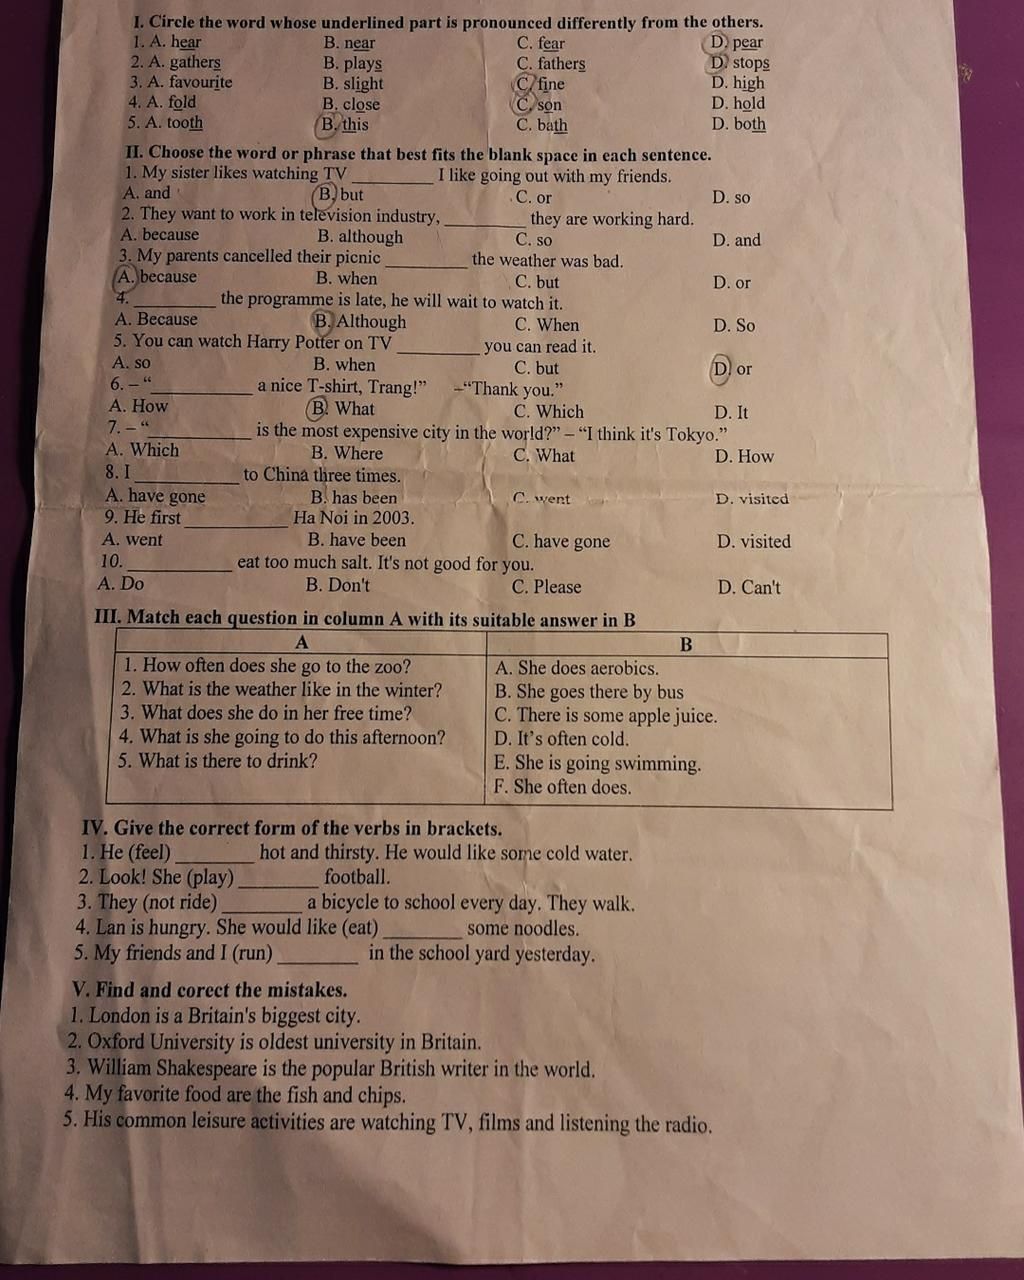 I. Circle the word whose underlined part is pronounced differently from the others.
1. A. hear B. near C. fear D. pear
2. A. gathers B. plays C. fathers D. stops
3. A. favourite B. slight C. fine D. high
4. A. fold B. close C. son D. hold
5. A. tooth B. this C. bath D. both
II. Choose the word or phrase that best fits the blank space in each sentence.
1. My sister likes watching TV ________ I like going out with my friends.
A. and B. but C. or D. so
2. They want to work in television industry, ________ they are working hard.
A. because B. although C. so D. and
3. My parents cancelled their picnic ________ the weather was bad.
A. because B. when C. but D. or
4. ________ the programme is late, he will wait to watch it.
A. Because B. Although C. When D. So
5. You can watch Harry Potter on TV ________ you can read it.
A. so B. when C. but D. or
6. – “__________ a nice T-shirt, Trang!” –“Thank you.”
A. How B. What C. Which D. It
7. – “__________ is the most expensive city in the world?” – “I think it's Tokyo.”
A. Which B. Where C. What D. How
8. I __________ to China three times.
A. have gone B. has been C. went D. visited
9. He first __________ Ha Noi in 2003.
A. went B. have been C. have gone D. visited
10. __________ eat too much salt. It's not good for you.
A. Do B. Don't C. Please D. Can't
III. Match each question in column A with its suitable answer in B
A B
1. How often does she go to the zoo? A. She does aerobics.
2. What is the weather like in the winter? B. She goes there by bus
3. What does she do in her free time? C. There is some apple juice.
4. What is she going to do this afternoon? D. It’s often cold.
5. What is there to drink? E. She is going swimming.
F. She often does.
IV. Give the correct form of the verbs in brackets.
1. He (feel) ________ hot and thirsty. He would like some cold water.
2. Look! She (play) ________ football.
3. They (not ride) ________ a bicycle to school every day. They walk.
4. Lan is hungry. She would like (eat) ________ some noodles.
5. My friends and I (run) ________ in the school yard yesterday.
V. Find and corect the mistakes.
1. London is a Britain's biggest city.
2. Oxford University is oldest university in Britain.
3. William Shakespeare is the popular British writer in the world.
4. My favorite food are the fish and chips.
5. His common leisure activities are watching TV, films and listening the radio.